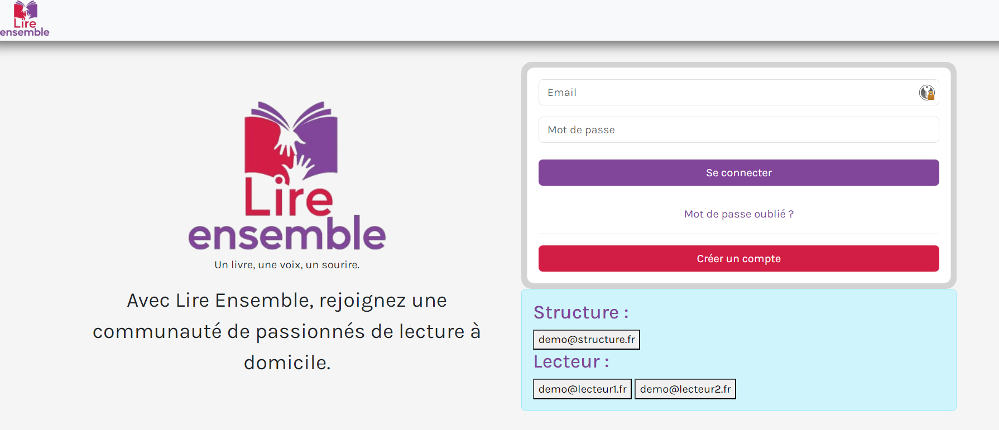 Lire
ensemble
Lire
ensemble
Un livre, une voix, un sourire.
Avec Lire Ensemble, rejoignez une
communauté de passionnés de lecture à
domicile.
Email
Mot de passe
Se connecter
Mot de passe oublié ?
Créer un compte
Structure :
demo@structure.fr
Lecteur :
demo@lecteur1.fr demo@lecteur2.fr